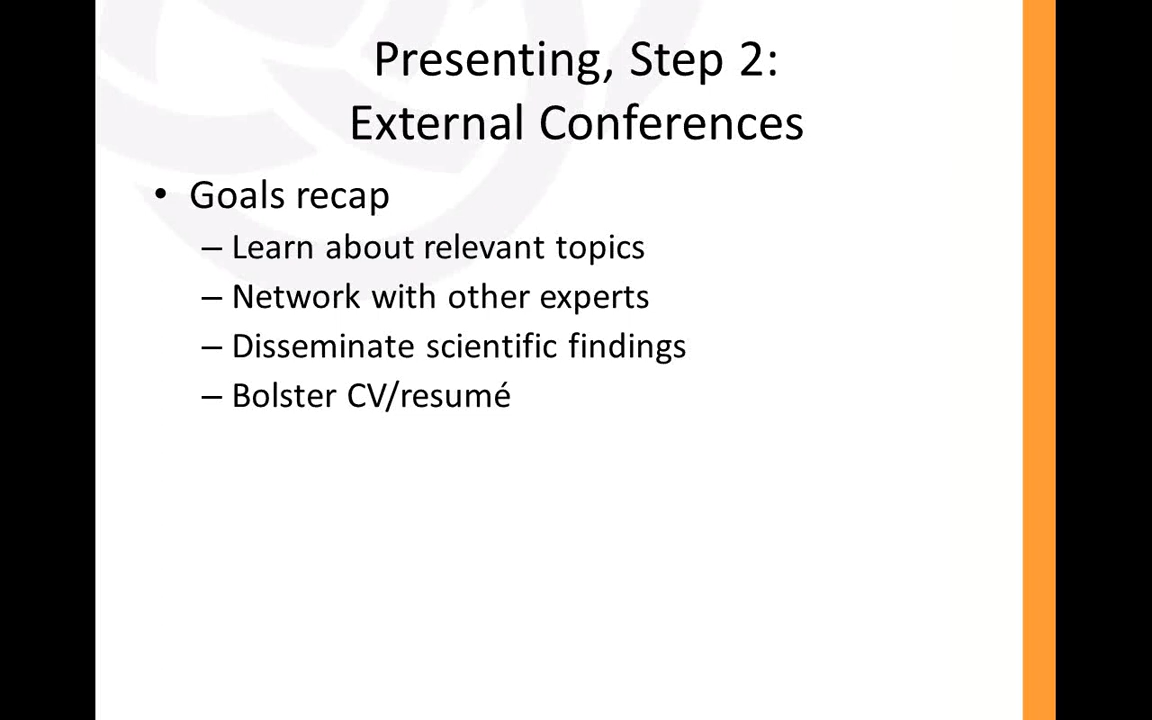 Presenting, Step 2:
External Conferences
• Goals recap
– Learn about relevant topics
– Network with other experts
– Disseminate scientific findings
– Bolster CV/resumé